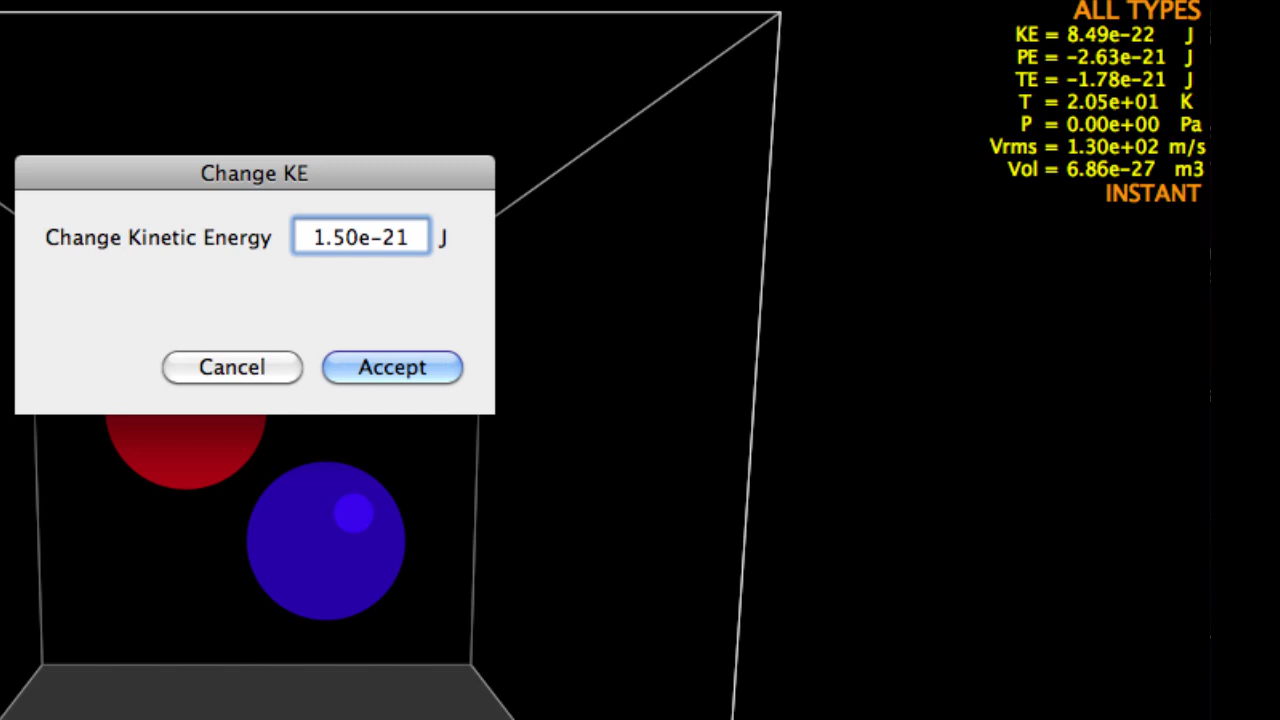 ALL TYPES
KE = 8.49e-22 J
PE = -2.63e-21 J
TE = -1.78e-21 J
T = 2.05e+01 K
P = 0.00e+00 Pa
Vrms = 1.30e+02 m/s
Vol = 6.86e-27 m3
INSTANT
Change KE
Change Kinetic Energy 1.50e-21 J
Cancel Accept